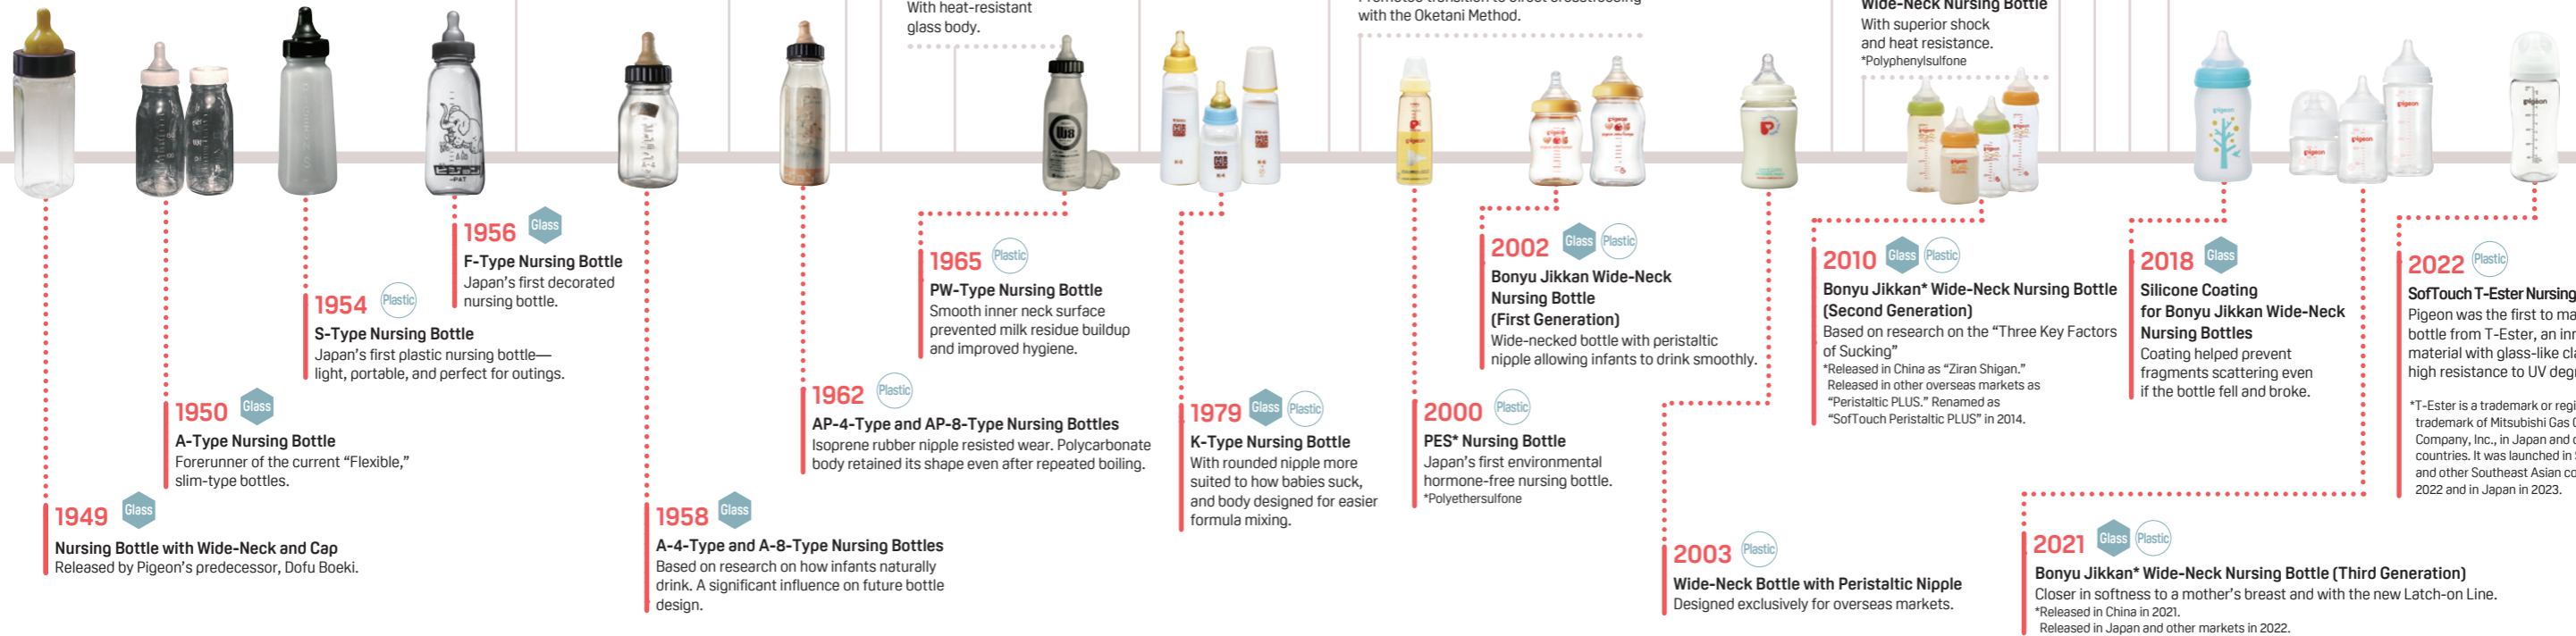 With heat-resistant
glass body.
with the Oketani Method.
Wide-Neck Nursing Bottle
With superior shock
and heat resistance.
*Polyphenylsulfone
1949 Glass
Nursing Bottle with Wide-Neck and Cap
Released by Pigeon's predecessor, Dofu Boeki.
1950 Glass
A-Type Nursing Bottle
Forerunner of the current “Flexible,”
slim-type bottles.
1954 Plastic
S-Type Nursing Bottle
Japan's first plastic nursing bottle—
light, portable, and perfect for outings.
1956 Glass
F-Type Nursing Bottle
Japan's first decorated
nursing bottle.
1958 Glass
A-4-Type and A-8-Type Nursing Bottles
Based on research on how infants naturally
drink. A significant influence on future bottle
design.
1962 Plastic
AP-4-Type and AP-8-Type Nursing Bottles
Isoprene rubber nipple resisted wear. Polycarbonate
body retained its shape even after repeated boiling.
1965 Plastic
PW-Type Nursing Bottle
Smooth inner neck surface
prevented milk residue buildup
and improved hygiene.
1979 Glass Plastic
K-Type Nursing Bottle
With rounded nipple more
suited to how babies suck,
and body designed for easier
formula mixing.
2000 Plastic
PES* Nursing Bottle
Japan's first environmental
hormone-free nursing bottle.
*Polyethersulfone
2002 Glass Plastic
Bonyu Jikkan Wide-Neck
Nursing Bottle
(First Generation)
Wide-necked bottle with peristaltic
nipple allowing infants to drink smoothly.
2003 Plastic
Wide-Neck Bottle with Peristaltic Nipple
Designed exclusively for overseas markets.
2010 Glass Plastic
Bonyu Jikkan* Wide-Neck Nursing Bottle
(Second Generation)
Based on research on the “Three Key Factors
of Sucking”
*Released in China as “Ziran Shigan.”
Released in other overseas markets as
“Peristaltic PLUS.” Renamed as
“SofTouch Peristaltic PLUS” in 2014.
2018 Glass
Silicone Coating
for Bonyu Jikkan Wide-Neck
Nursing Bottles
Coating helped prevent
fragments scattering even
if the bottle fell and broke.
2021 Glass Plastic
Bonyu Jikkan* Wide-Neck Nursing Bottle (Third Generation)
Closer in softness to a mother's breast and with the new Latch-on Line.
*Released in China in 2021.
Released in Japan and other markets in 2022.
2022 Plastic
SofTouch T-Ester Nursing
Pigeon was the first to
bottle from T-Ester, an
material with glass-like
high resistance to UV
*T-Ester is a trademark or
trademark of Mitsubishi Gas
Company, Inc., in Japan and
countries. It was launched in
and other Southeast Asian
2022 and in Japan in 2023.